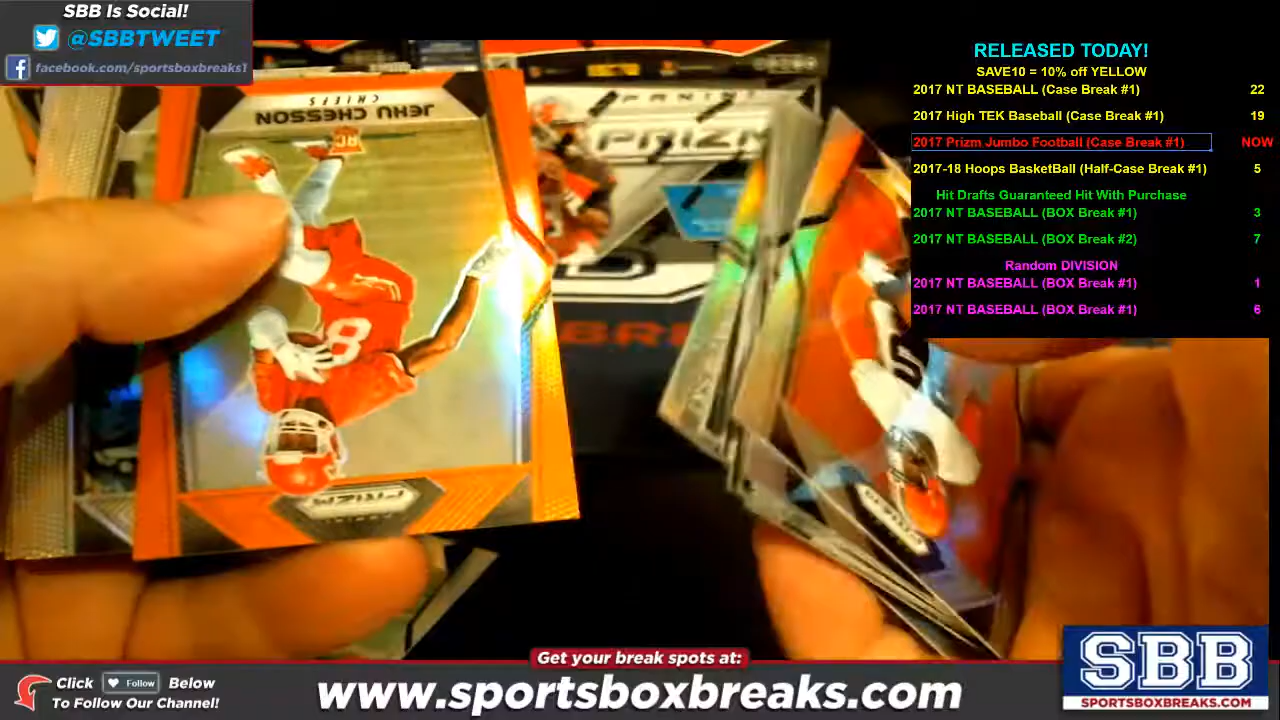 SBB Is Social!
@SBBTWEET
facebook.com/sportsboxbreaks1
RELEASED TODAY!
SAVE10 = 10% off YELLOW
2017 NT BASEBALL (Case Break #1) 22
2017 High TEK Baseball (Case Break #1) 19
2017 Prizm Jumbo Football (Case Break #1) NOW
2017-18 Hoops BasketBall (Half-Case Break #1) 5
Hit Drafts Guaranteed Hit With Purchase
2017 NT BASEBALL (BOX Break #1) 3
2017 NT BASEBALL (BOX Break #2) 7
Random DIVISION
2017 NT BASEBALL (BOX Break #1) 1
2017 NT BASEBALL (BOX Break #1) 6
JEHU CHESSON
CHIEFS
RC
8
PRIZM
PANINI
PRIZM
Get your break spots at:
www.sportsboxbreaks.com
Click Follow Below
To Follow Our Channel!
SBB
SPORTSBOXBREAKS.COM